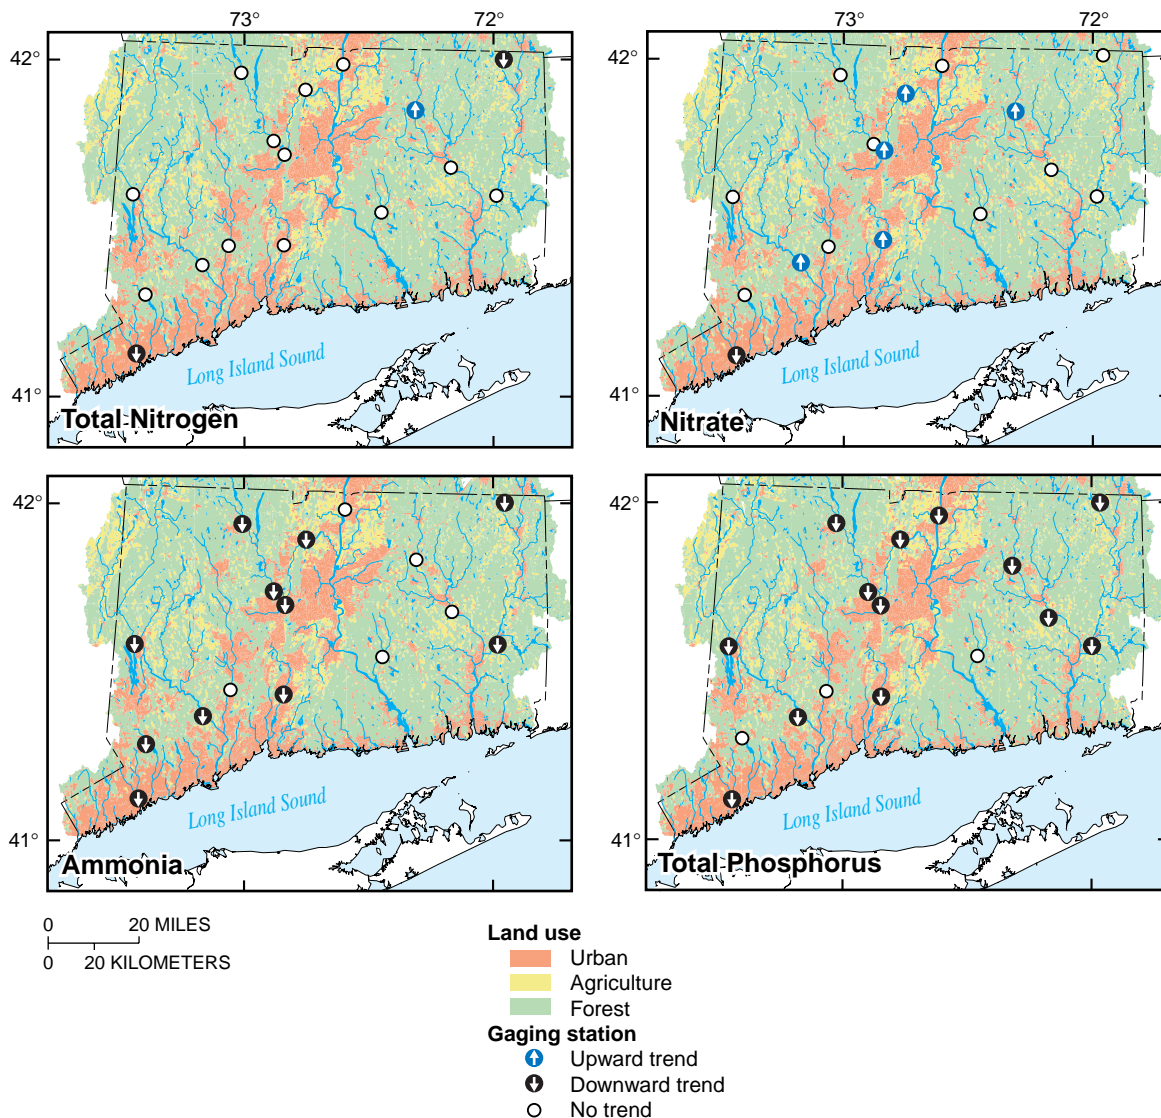 73°
72°
73°
72°
42°
42°
Long Island Sound
Long Island Sound
41°
41°
Total Nitrogen
Nitrate
42°
42°
Long Island Sound
Long Island Sound
41°
41°
Ammonia
Total Phosphorus
0 20 MILES
0 20 KILOMETERS
Land use
Urban
Agriculture
Forest
Gaging station
Upward trend
Downward trend
No trend